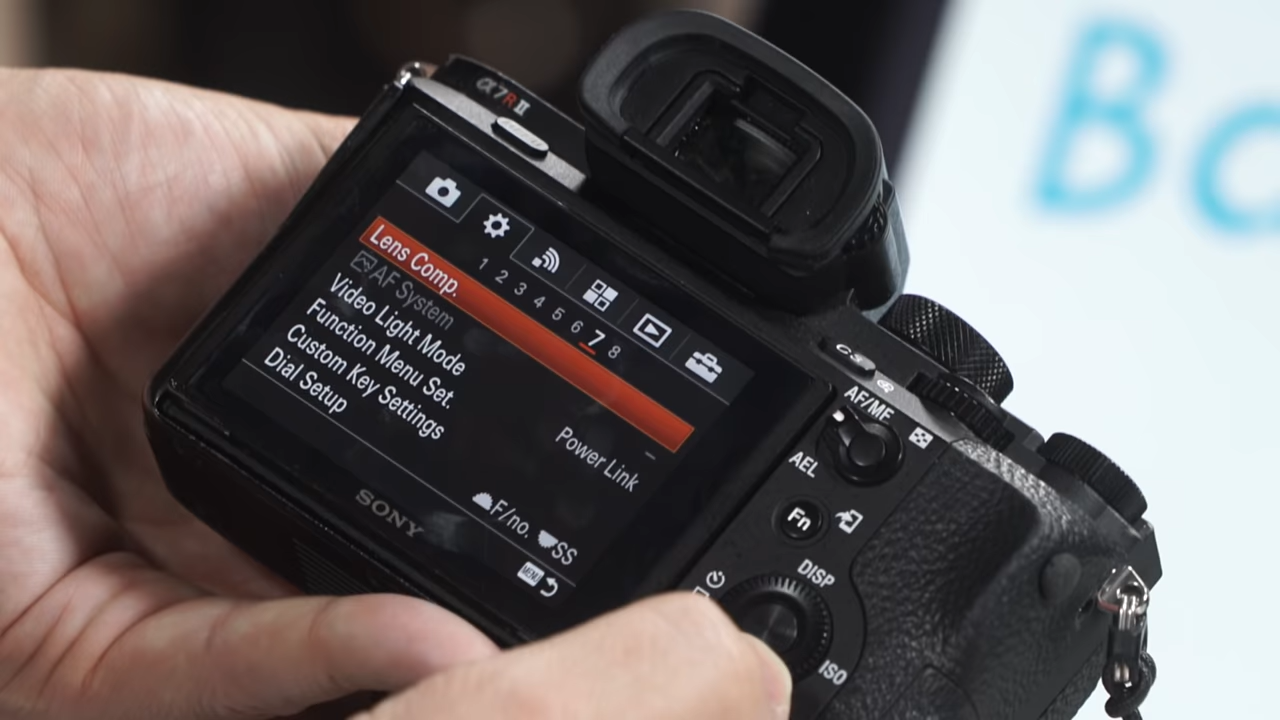 α7RII
MENU
1 2 3 4 5 6 7 8
Lens Comp.
AF System
–
Video Light Mode
Power Link
Function Menu Set.
Custom Key Settings
Dial Setup
F/no. SS
MENU
SONY
C3
AF/MF
AEL
Fn
DISP
ISO
Bo